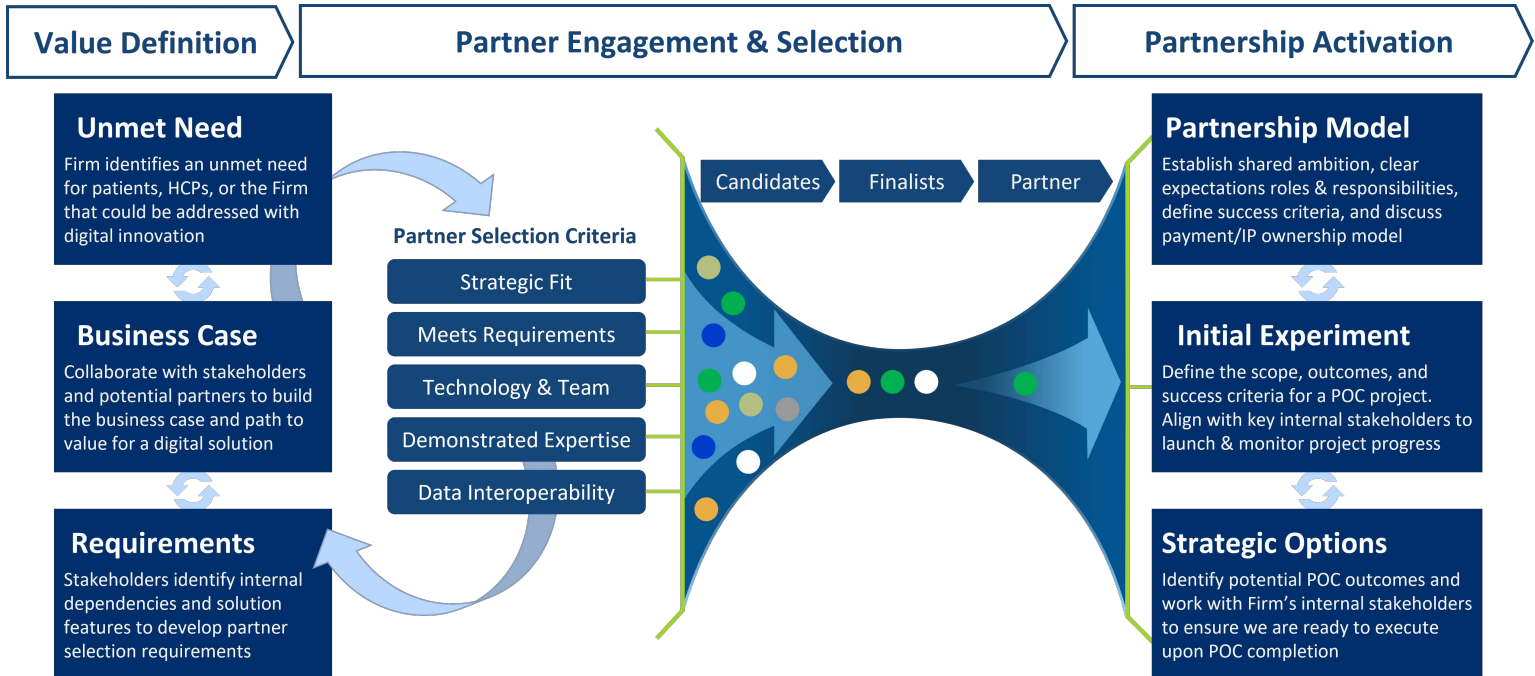 Value Definition
Partner Engagement & Selection
Partnership Activation
Unmet Need
Firm identifies an unmet need
for patients, HCPs, or the Firm
that could be addressed with
digital innovation
Business Case
Collaborate with stakeholders
and potential partners to build
the business case and path to
value for a digital solution
Requirements
Stakeholders identify internal
dependencies and solution
features to develop partner
selection requirements
Partner Selection Criteria
Strategic Fit
Meets Requirements
Technology & Team
Demonstrated Expertise
Data Interoperability
Candidates
Finalists
Partner
Partnership Model
Establish shared ambition, clear
expectations roles & responsibilities,
define success criteria, and discuss
payment/IP ownership model
Initial Experiment
Define the scope, outcomes, and
success criteria for a POC project.
Align with key internal stakeholders to
launch & monitor project progress
Strategic Options
Identify potential POC outcomes and
work with Firm’s internal stakeholders
to ensure we are ready to execute
upon POC completion